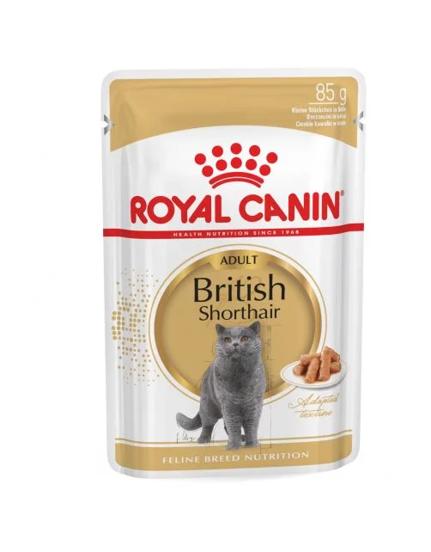 85 g
ROYAL CANIN
HEALTH NUTRITION SINCE 1968
ADULT
British
Shorthair
Adapted
texture
FELINE BREED NUTRITION